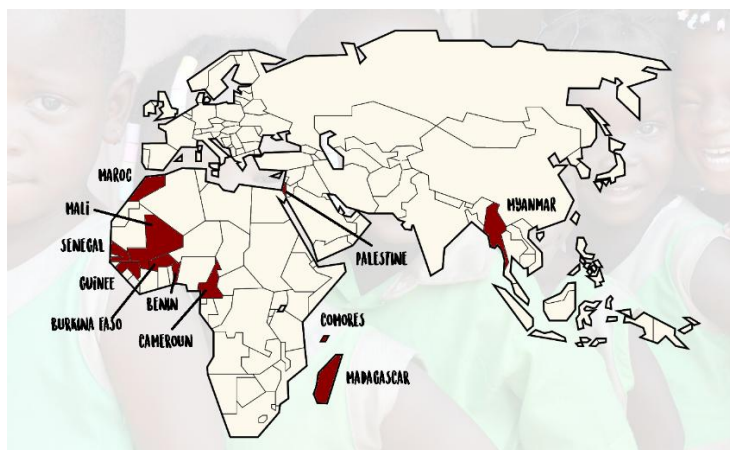 MAROC
MALI
SENEGAL
GUINEE
BURKINA FASO
BENIN
CAMEROUN
PALESTINE
MYANMAR
COMORES
MADAGASCAR